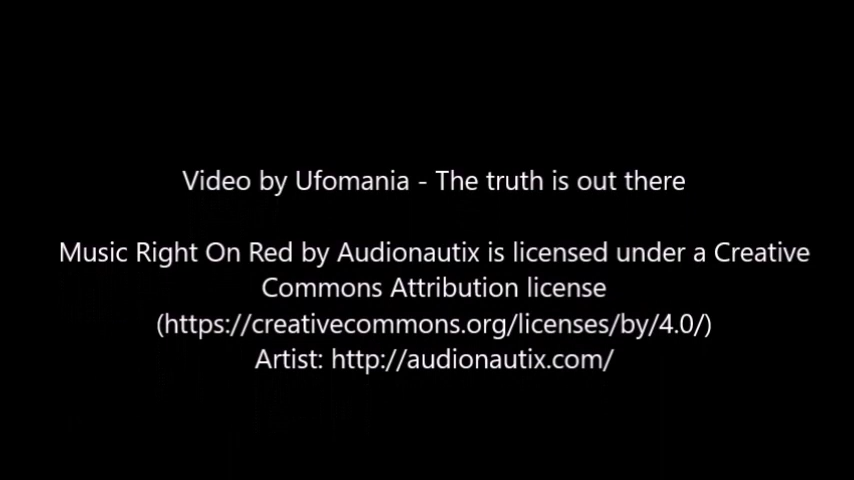 Video by Ufomania - The truth is out there
Music Right On Red by Audionautix is licensed under a Creative
Commons Attribution license
(https://creativecommons.org/licenses/by/4.0/)
Artist: http://audionautix.com/